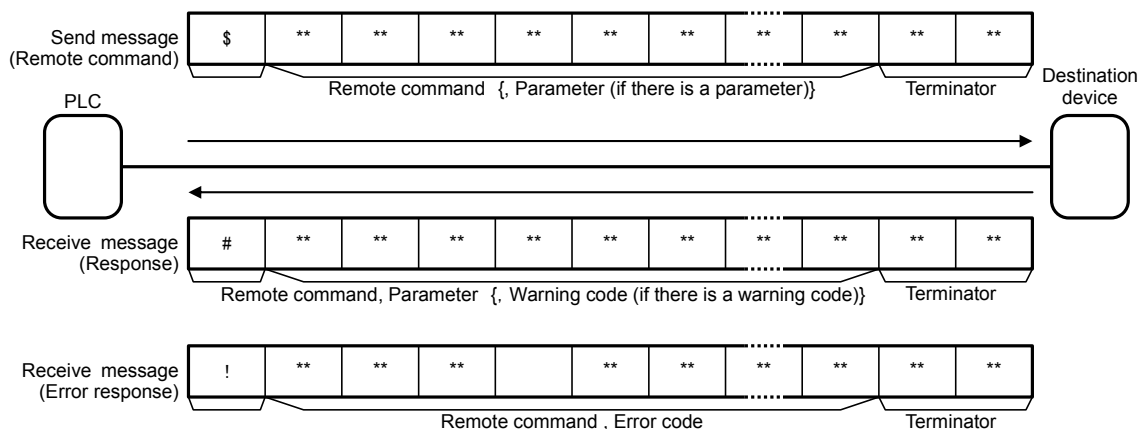 Send message
(Remote command)
$ ** ** ** ** ** ** ** ** ** **
Remote command {, Parameter (if there is a parameter)}
Terminator
PLC
Destination
device
Receive message
(Response)
# ** ** ** ** ** ** ** ** ** **
Remote command, Parameter {, Warning code (if there is a warning code)}
Terminator
Receive message
(Error response)
! ** ** ** ** ** ** ** ** **
Remote command , Error code
Terminator